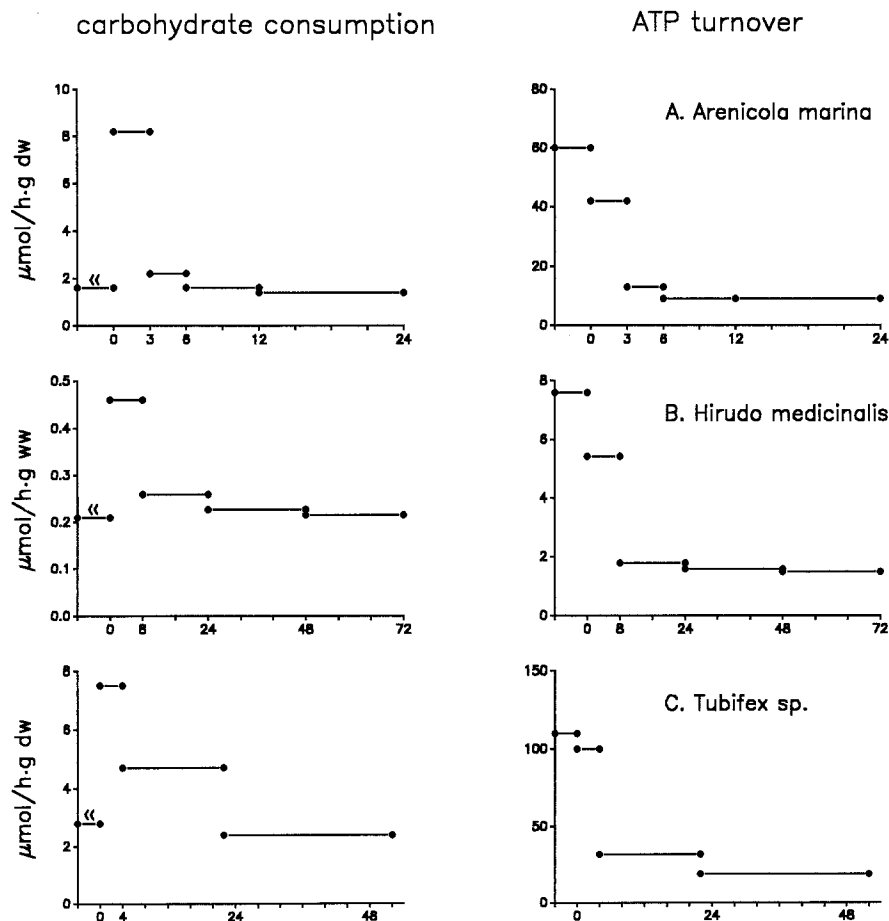 carbohydrate consumption
ATP turnover
μmol/h·g dw
10
8
6
4
2
0
«
0 3 6 12 24
A. Arenicola marina
80
60
40
20
0
0 3 6 12 24
μmol/h·g ww
0.5
0.4
0.3
0.2
0.1
0.0
«
0 8 24 48 72
B. Hirudo medicinalis
8
6
4
2
0
0 8 24 48 72
μmol/h·g dw
8
6
4
2
0
«
0 4 24 48
C. Tubifex sp.
150
100
50
0
0 24 48